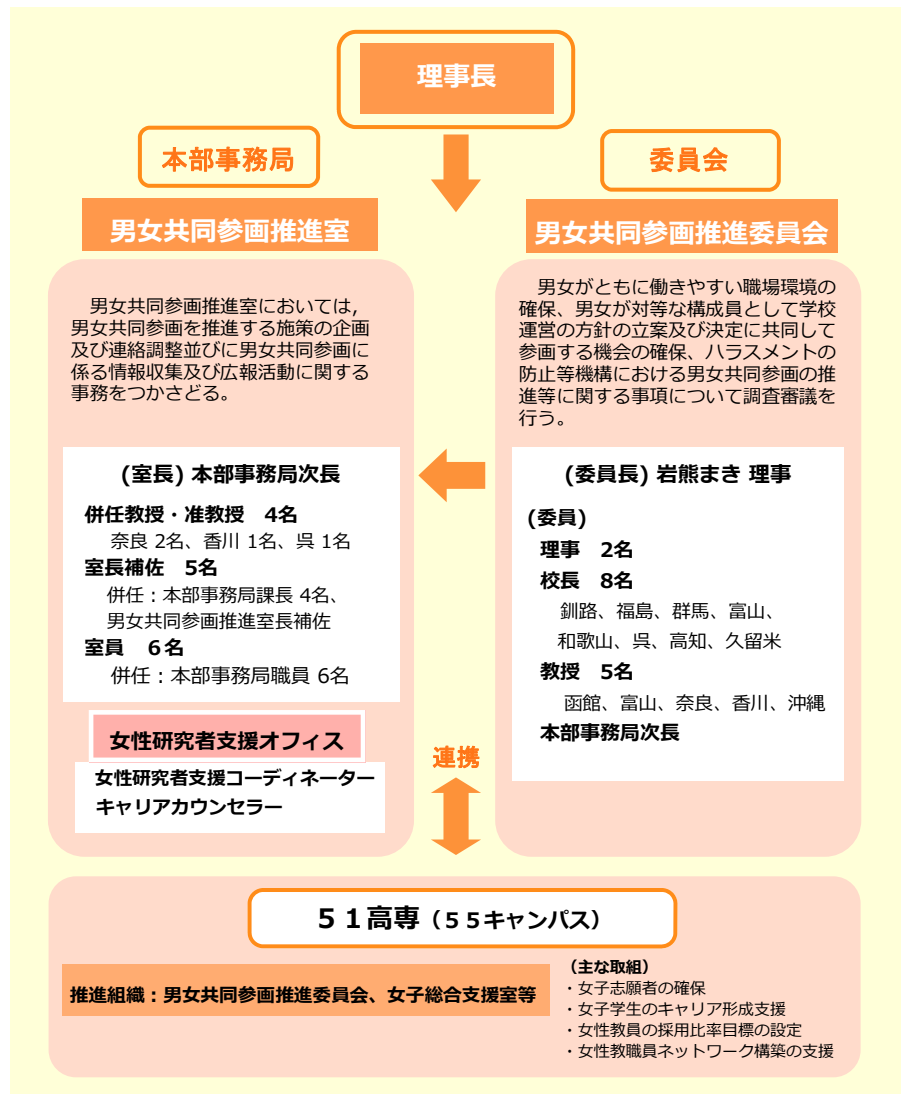 理事長
本部事務局
男女共同参画推進室
男女共同参画推進室においては,
男女共同参画を推進する施策の企画
及び連絡調整並びに男女共同参画に
係る情報収集及び広報活動に関する
事務をつかさどる。
(室長) 本部事務局次長
併任教授・准教授　4名
奈良 2名、香川 1名、呉 1名
室長補佐　5名
併任：本部事務局課長 4名、
男女共同参画推進室長補佐
室員　６名
併任：本部事務局職員 6名
女性研究者支援オフィス
女性研究者支援コーディネーター
キャリアカウンセラー
委員会
男女共同参画推進委員会
男女がともに働きやすい職場環境の
確保、男女が対等な構成員として学校
運営の方針の立案及び決定に共同して
参画する機会の確保、ハラスメントの
防止等機構における男女共同参画の推
進等に関する事項について調査審議を
行う。
(委員長) 岩熊まき 理事
(委員)
理事　2名
校長　8名
釧路、福島、群馬、富山、
和歌山、呉、高知、久留米
教授　5名
函館、富山、奈良、香川、沖縄
本部事務局次長
連携
５１高専（５５キャンパス）
推進組織：男女共同参画推進委員会、女子総合支援室等
（主な取組）
・女子志願者の確保
・女子学生のキャリア形成支援
・女性教員の採用比率目標の設定
・女性教職員ネットワーク構築の支援